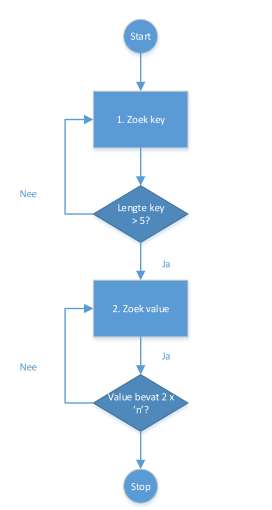 Start
1. Zoek key
Nee
Lengte key
> 5?
Ja
2. Zoek value
Ja
Nee
Value bevat 2 x
'n'?
Stop